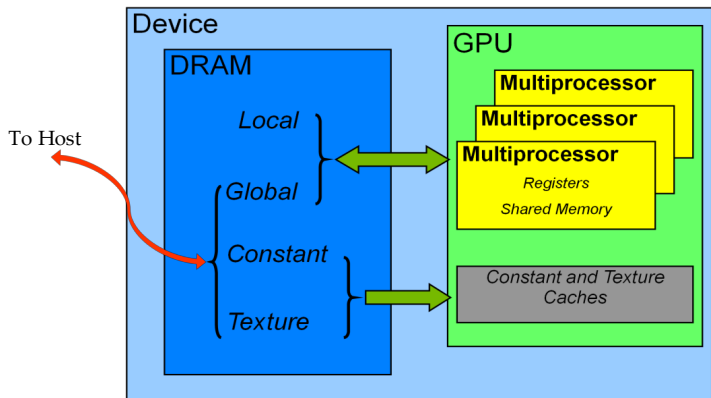 Device
DRAM
GPU
To Host
Local
Global
Constant
Texture
Multiprocessor
Multiprocessor
Multiprocessor
Registers
Shared Memory
Constant and Texture
Caches